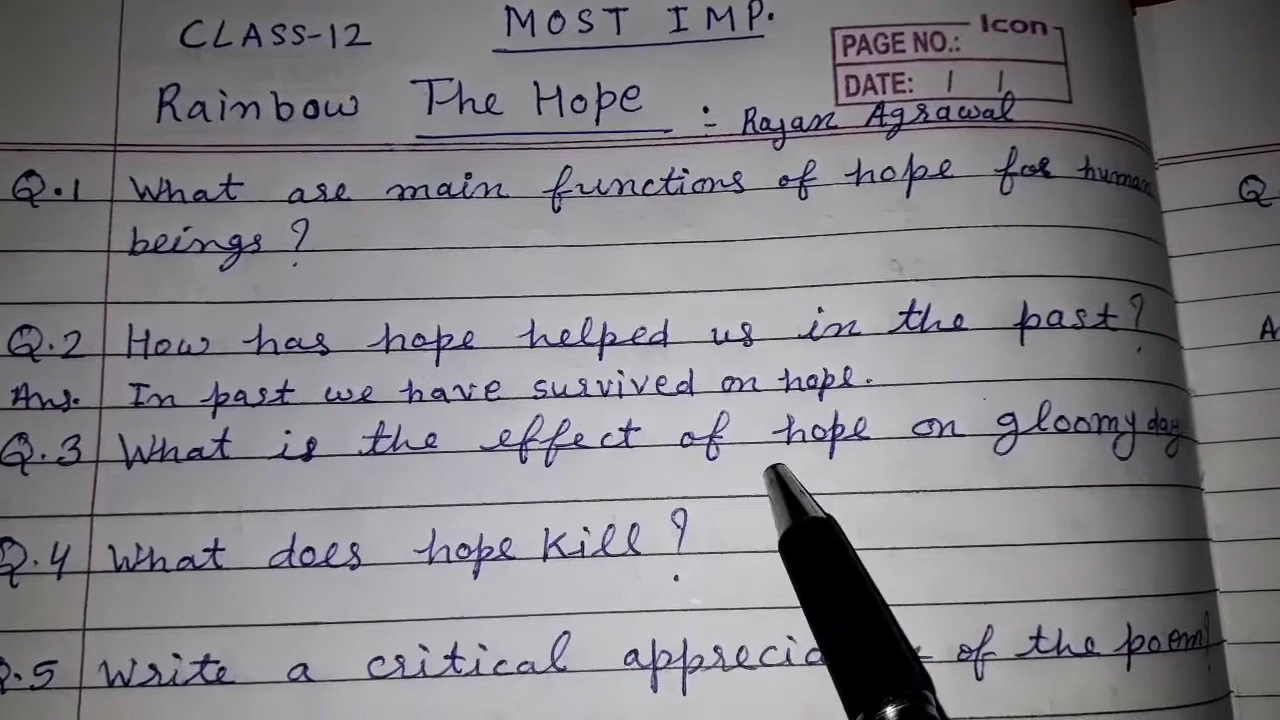 CLASS-12 MOST IMP.
Icon
PAGE NO.:
DATE: / /
Rainbow The Hope :- Rajan Agrawal
Q.1 What are main functions of hope for human
beings ?
Q.2 How has hope helped us in the past?
Ans. In past we have survived on hope.
Q.3 What is the effect of hope on gloomy day
Q.4 What does hope kill ?
Q.5 Write a critical of the poem
Q
A